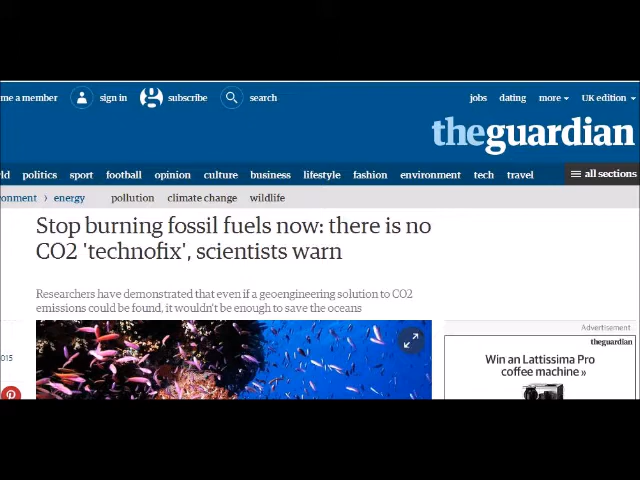 me a member sign in subscribe search jobs dating more UK edition
theguardian
ld politics sport football opinion culture business lifestyle fashion environment tech travel all sections
onment › energy pollution climate change wildlife
Stop burning fossil fuels now: there is no
CO2 'technofix', scientists warn
Researchers have demonstrated that even if a geoengineering solution to CO2
emissions could be found, it wouldn't be enough to save the oceans
Advertisement
theguardian
015
Win an Lattissima Pro
coffee machine »